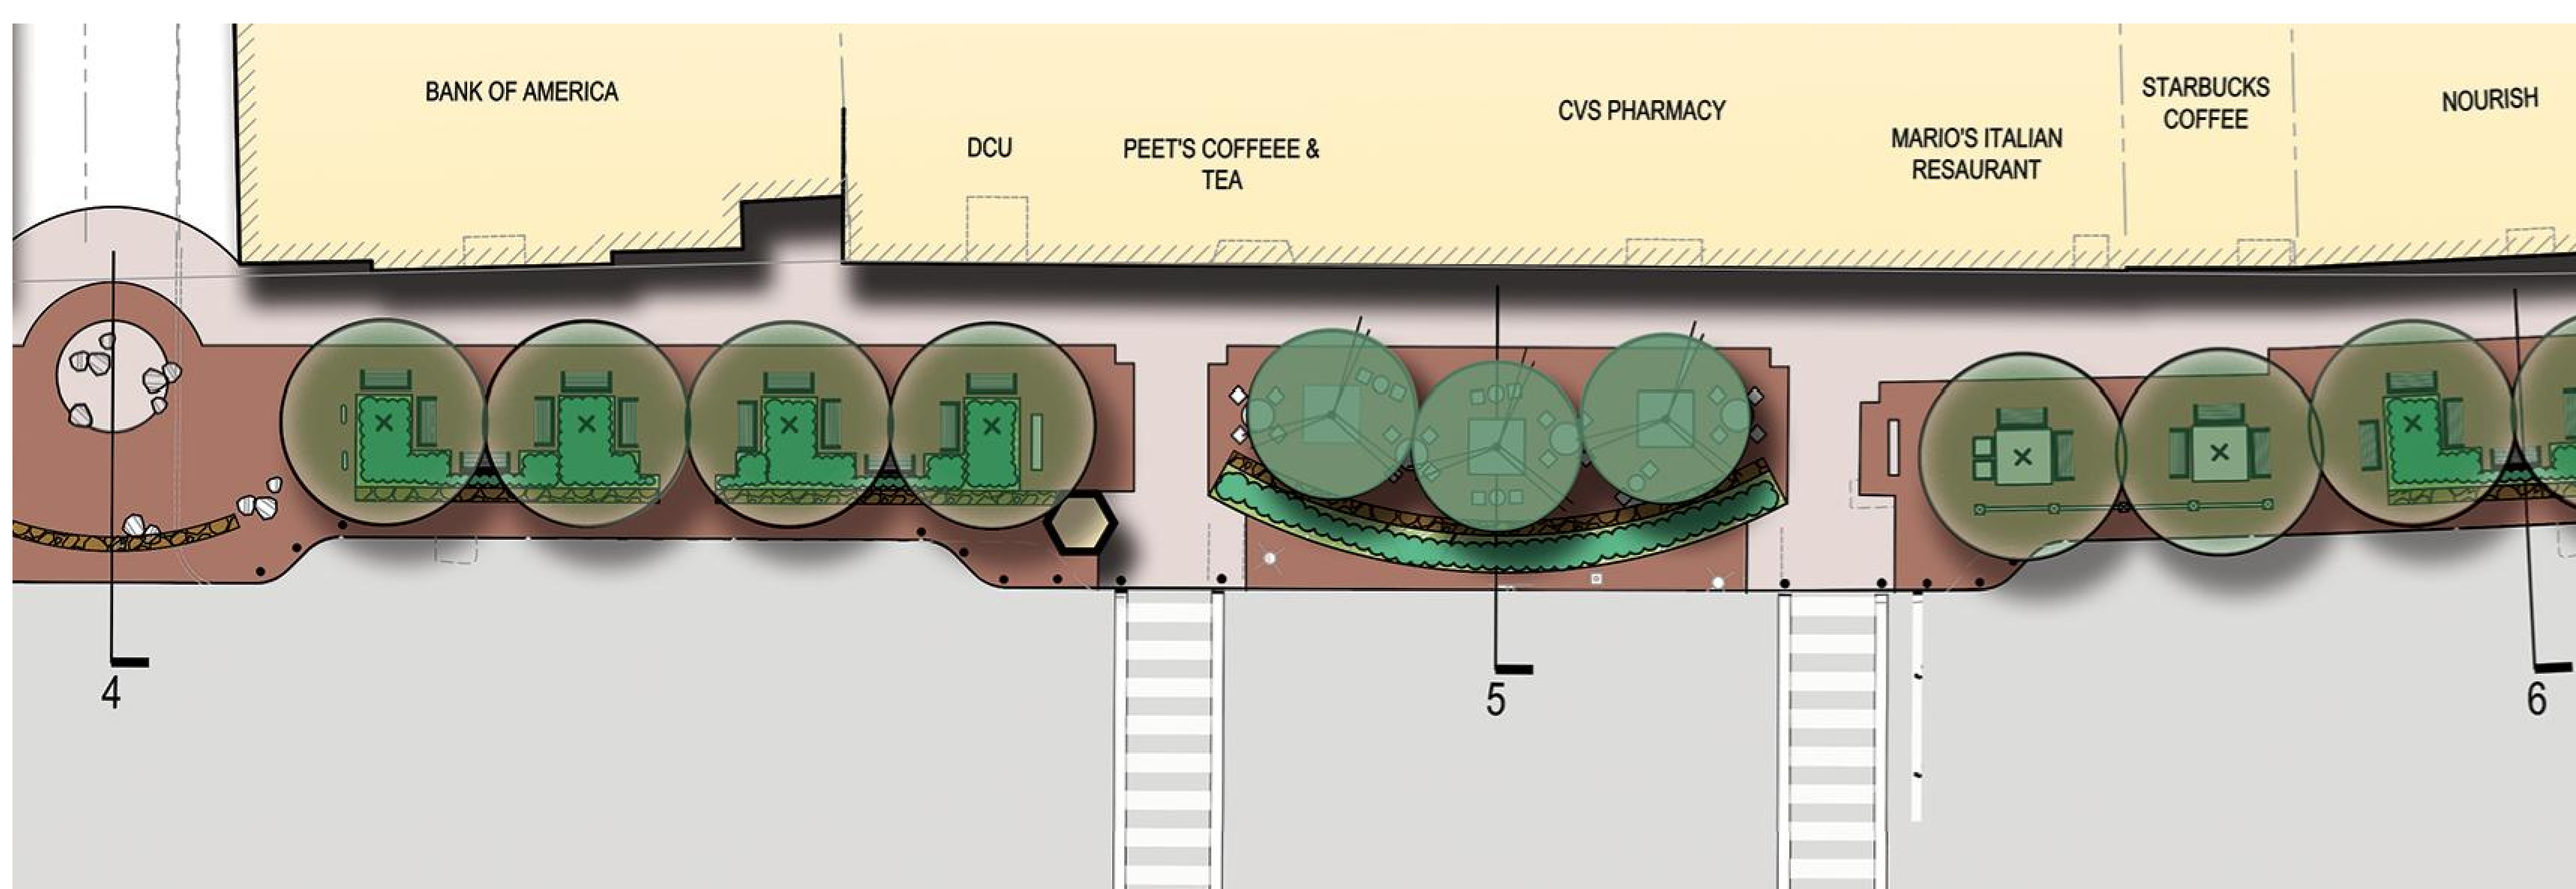 BANK OF AMERICA
DCU
PEET'S COFFEEE &
TEA
CVS PHARMACY
MARIO'S ITALIAN
RESAURANT
STARBUCKS
COFFEE
NOURISH
4
5
6